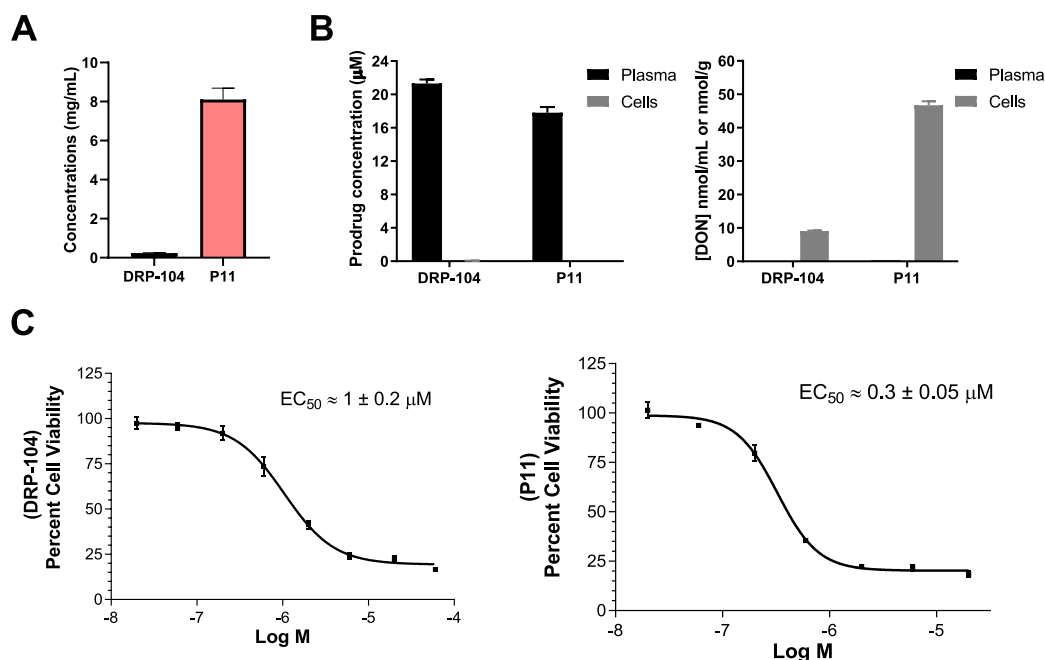 A
Concentrations (mg/mL)
10
8
6
4
2
0
DRP-104
P11
B
Prodrug concentration (µM)
24
20
16
12
8
4
0
DRP-104
P11
Plasma
Cells
[DON] nmol/mL or nmol/g
60
50
40
30
20
10
0
DRP-104
P11
Plasma
Cells
C
(DRP-104)
Percent Cell Viability
125
100
75
50
25
0
-8
-7
-6
-5
-4
Log M
EC50 ≈ 1 ± 0.2 µM
(P11)
Percent Cell Viability
125
100
75
50
25
0
-8
-7
-6
-5
Log M
EC50 ≈ 0.3 ± 0.05 µM